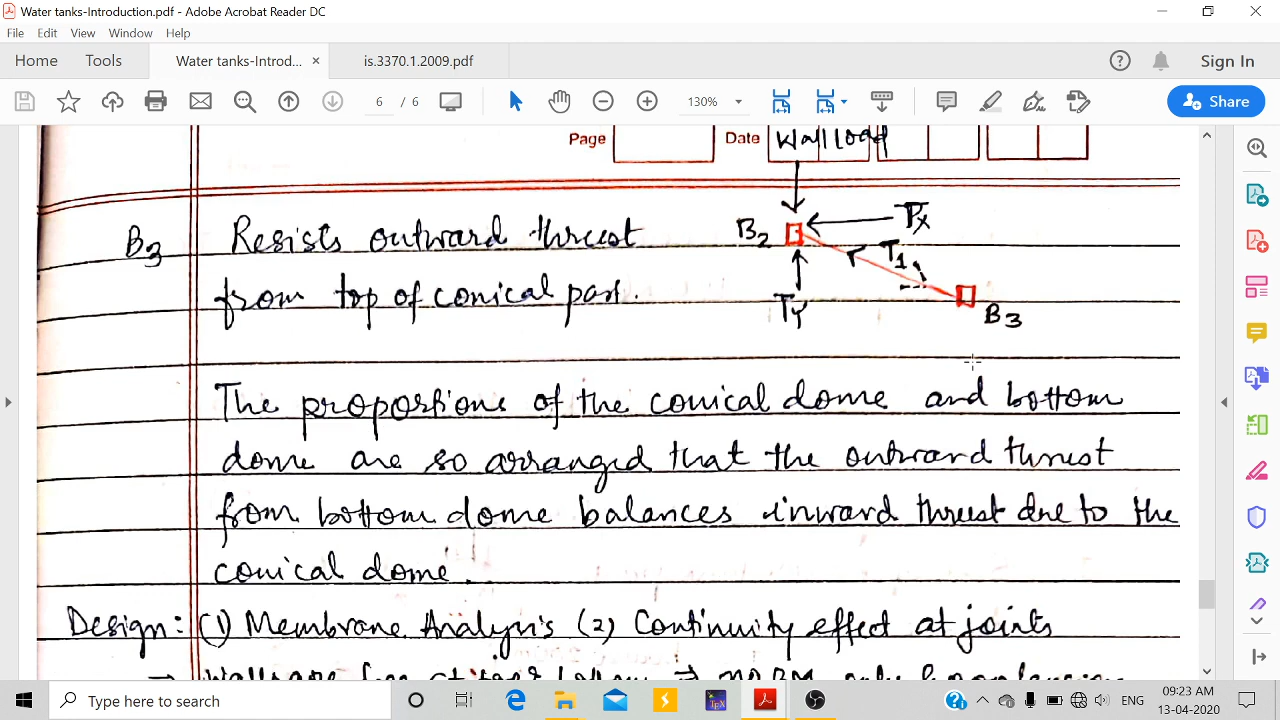 Water tanks-Introduction.pdf - Adobe Acrobat Reader DC
File Edit View Window Help
Home Tools Water tanks-Introd... × is.3370.1.2009.pdf Sign In
6 / 6 130% Share
Page Date Wall load
B3 Resists outward thrust B2 Tx
T1
from top of conical part. Ty B3
The proportions of the conical dome and bottom
dome are so arranged that the outward thrust
from bottom dome balances inward thrust due to the
conical dome.
Design: (1) Membrane Analysis (2) Continuity effect at joints
Type here to search
ENG 09:23 AM
13-04-2020